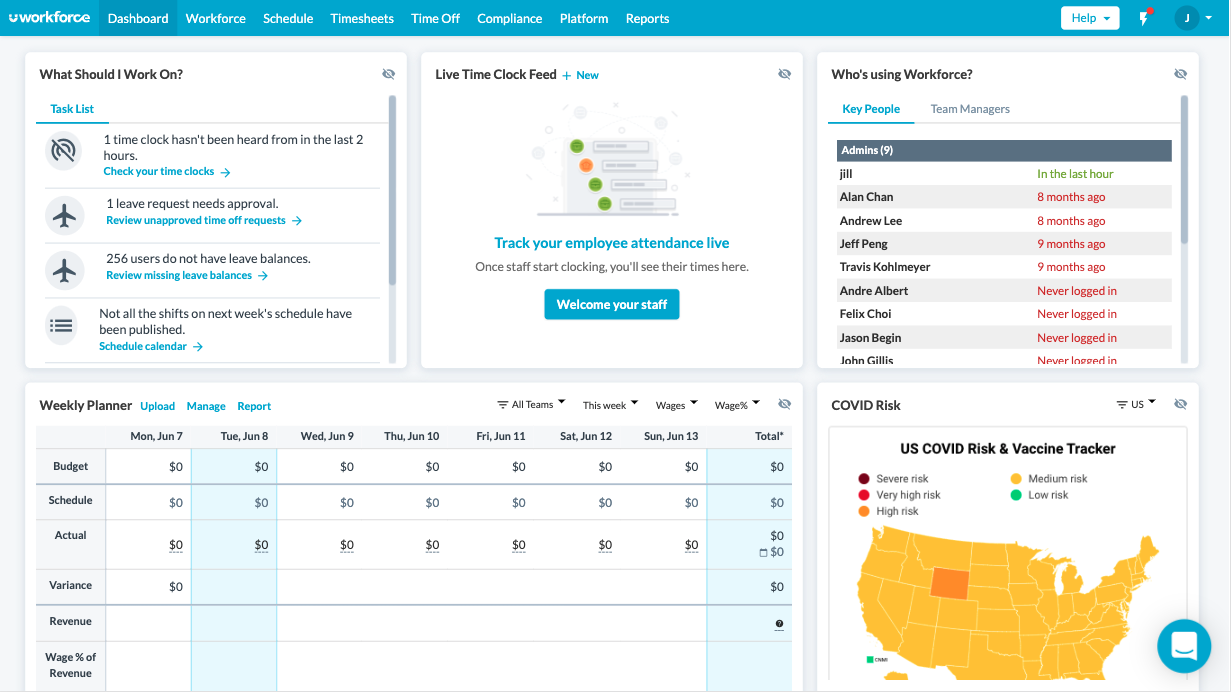 workforce Dashboard Workforce Schedule Timesheets Time Off Compliance Platform Reports Help J
What Should I Work On?
Task List
1 time clock hasn't been heard from in the last 2
hours.
Check your time clocks →
1 leave request needs approval.
Review unapproved time off requests →
256 users do not have leave balances.
Review missing leave balances →
Not all the shifts on next week's schedule have
been published.
Schedule calendar →
Live Time Clock Feed + New
Track your employee attendance live
Once staff start clocking, you'll see their times here.
Welcome your staff
Who's using Workforce?
Key People Team Managers
Admins (9)
jill In the last hour
Alan Chan 8 months ago
Andrew Lee 8 months ago
Jeff Peng 9 months ago
Travis Kohlmeyer 9 months ago
Andre Albert Never logged in
Felix Choi Never logged in
Jason Begin Never logged in
John Gillis Never logged in
Weekly Planner Upload Manage Report All Teams This week Wages Wage%
Mon, Jun 7 Tue, Jun 8 Wed, Jun 9 Thu, Jun 10 Fri, Jun 11 Sat, Jun 12 Sun, Jun 13 Total*
Budget $0 $0 $0 $0 $0 $0 $0 $0
Schedule $0 $0 $0 $0 $0 $0 $0 $0
Actual $0 $0 $0 $0 $0 $0 $0 $0
$0
Variance $0 $0
Revenue ?
Wage % of
Revenue
COVID Risk US
US COVID Risk & Vaccine Tracker
Severe risk Medium risk
Very high risk Low risk
High risk
CNMI